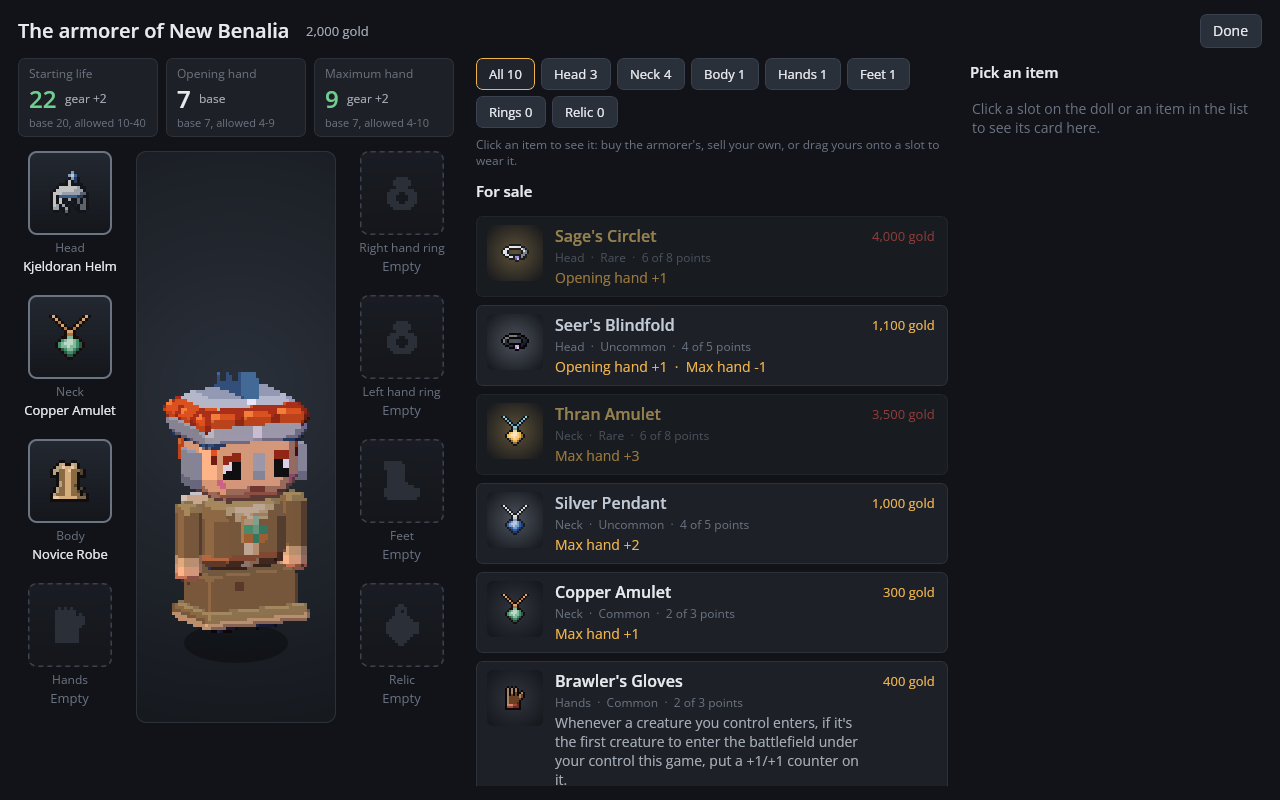 The armorer of New Benalia 2,000 gold
Done
Starting life
22 gear +2
base 20, allowed 10-40
Opening hand
7 base
base 7, allowed 4-9
Maximum hand
9 gear +2
base 7, allowed 4-10
Head
Kjeldoran Helm
Neck
Copper Amulet
Body
Novice Robe
Hands
Empty
Right hand ring
Empty
Left hand ring
Empty
Feet
Empty
Relic
Empty
All 10
Head 3
Neck 4
Body 1
Hands 1
Feet 1
Rings 0
Relic 0
Click an item to see it: buy the armorer's, sell your own, or drag yours onto a slot to
wear it.
For sale
Sage's Circlet 4,000 gold
Head · Rare · 6 of 8 points
Opening hand +1
Seer's Blindfold 1,100 gold
Head · Uncommon · 4 of 5 points
Opening hand +1 · Max hand -1
Thran Amulet 3,500 gold
Neck · Rare · 6 of 8 points
Max hand +3
Silver Pendant 1,000 gold
Neck · Uncommon · 4 of 5 points
Max hand +2
Copper Amulet 300 gold
Neck · Common · 2 of 3 points
Max hand +1
Brawler's Gloves 400 gold
Hands · Common · 2 of 3 points
Whenever a creature you control enters, if it's
the first creature to enter the battlefield under
your control this game, put a +1/+1 counter on
it.
Pick an item
Click a slot on the doll or an item in the list
to see its card here.